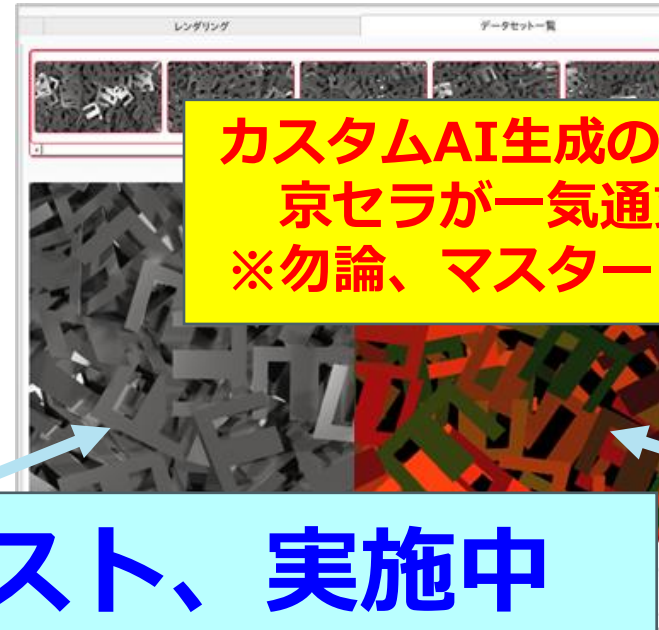 レンダリング
データセット一覧
カスタムAI生成の
京セラが一気通
※勿論、マスター
スト、実施中